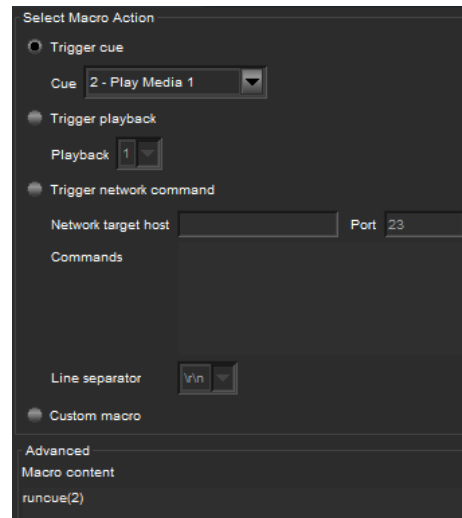 Select Macro Action
Trigger cue
Cue 2 - Play Media 1
Trigger playback
Playback 1
Trigger network command
Network target host Port 23
Commands
Line separator \r\n
Custom macro
Advanced
Macro content
runcue(2)